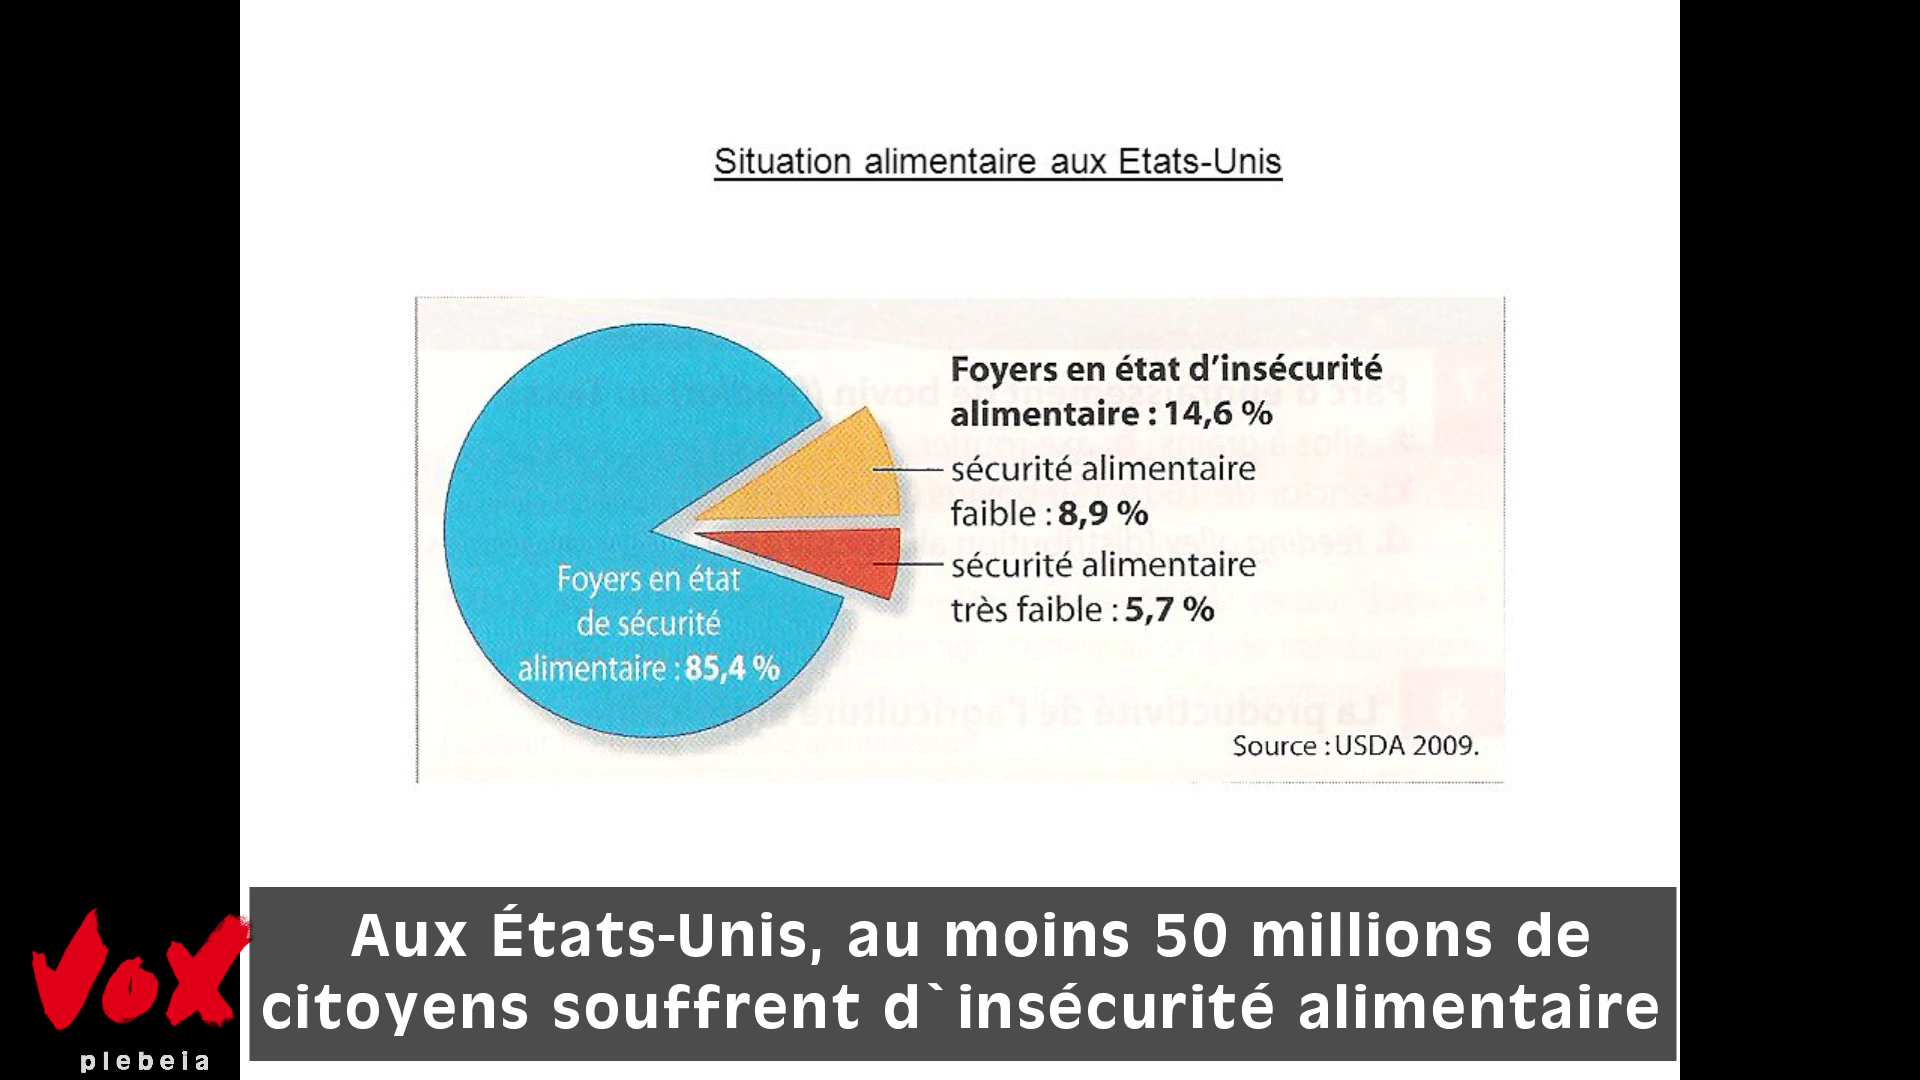 Situation alimentaire aux Etats-Unis
Foyers en état d'insécurité
alimentaire : 14,6 %
sécurité alimentaire
faible : 8,9 %
sécurité alimentaire
très faible : 5,7 %
Foyers en état
de sécurité
alimentaire : 85,4 %
Source : USDA 2009.
Aux États-Unis, au moins 50 millions de
citoyens souffrent d`insécurité alimentaire
vox
plebeia